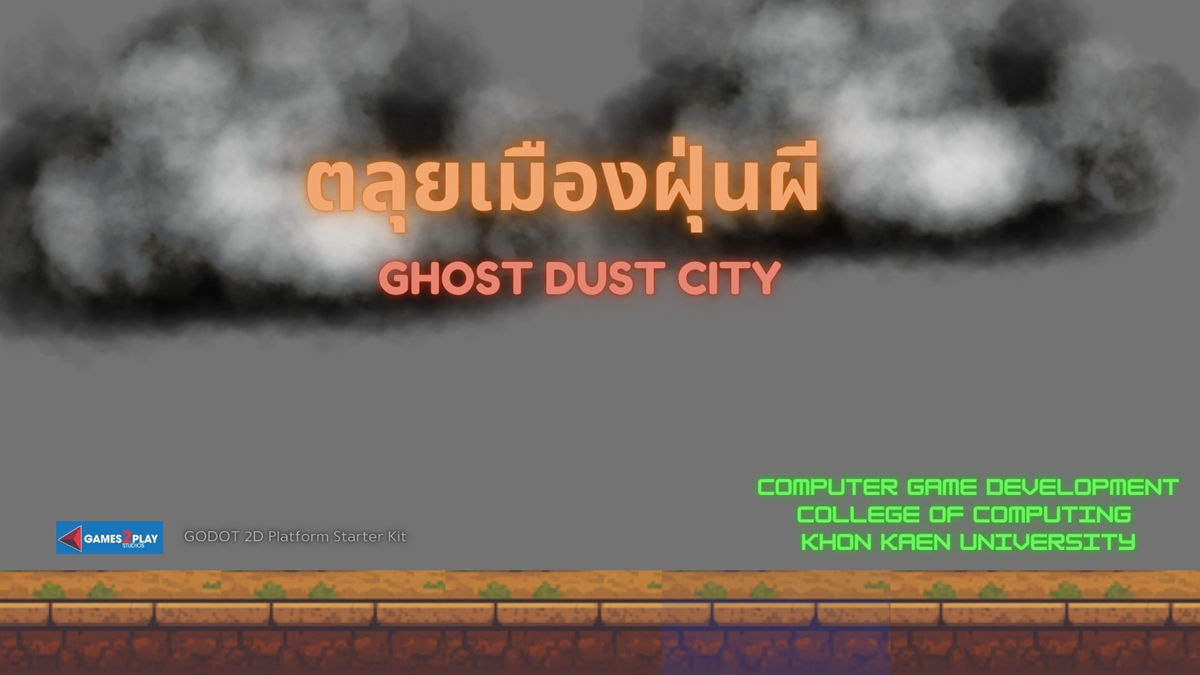 ตลุยเมืองฝุ่นผี
GHOST DUST CITY
COMPUTER GAME DEVELOPMENT
COLLEGE OF COMPUTING
KHON KAEN UNIVERSITY
GAMES2PLAY
STUDIOS
GODOT 2D Platform Starter Kit